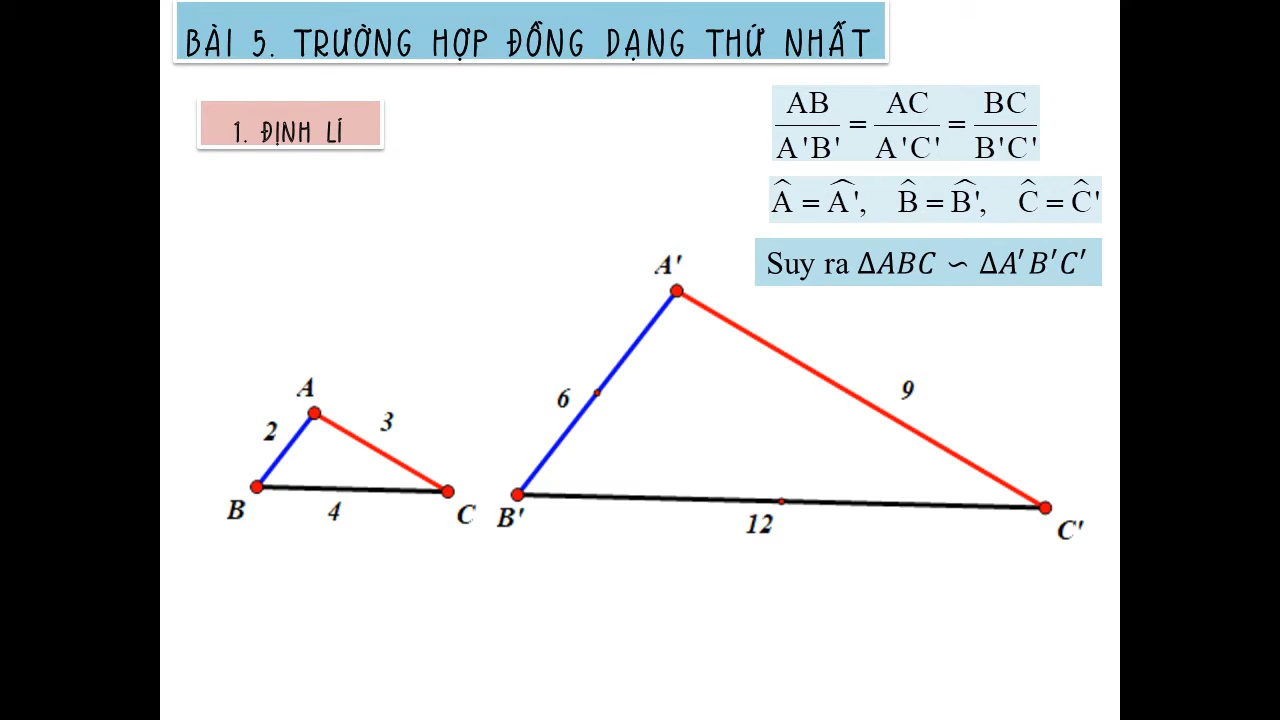 BÀI 5. TRƯỜNG HỢP ĐỒNG DẠNG THỨ NHẤT
1. ĐỊNH LÍ
AB/A'B' = AC/A'C' = BC/B'C'
Â = Â', B̂ = B̂', Ĉ = Ĉ'
Suy ra ΔABC ∽ ΔA′B′C′
A'
A
6
9
2
3
B
4
C
B'
12
C'